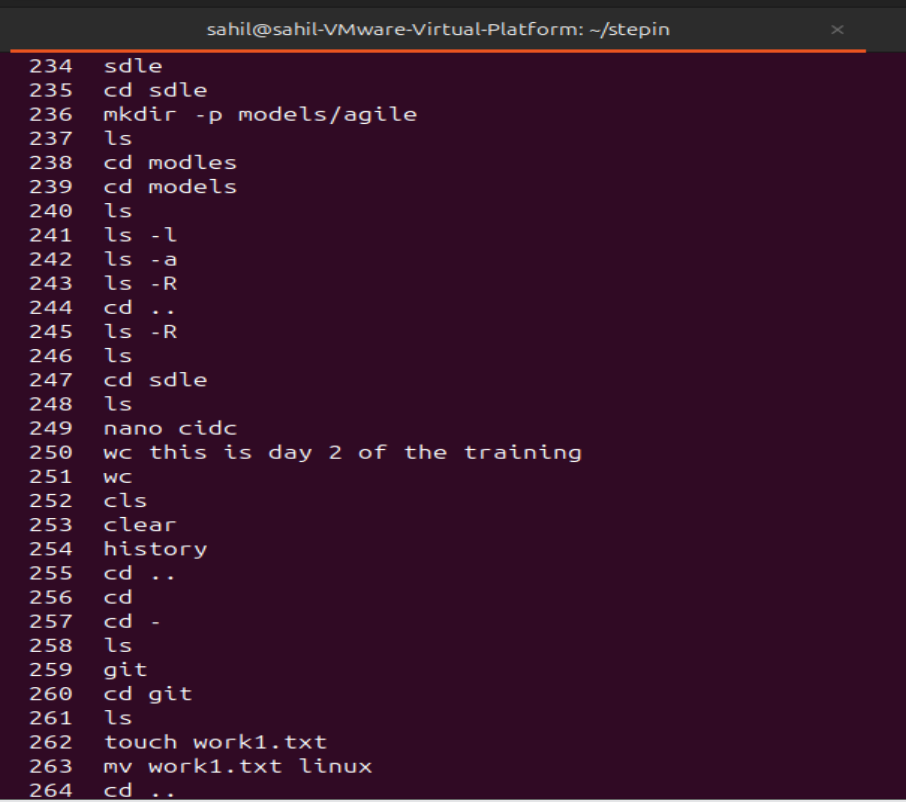 sahil@sahil-VMware-Virtual-Platform: ~/stepin ×
234 sdle
235 cd sdle
236 mkdir -p models/agile
237 ls
238 cd modles
239 cd models
240 ls
241 ls -l
242 ls -a
243 ls -R
244 cd ..
245 ls -R
246 ls
247 cd sdle
248 ls
249 nano cidc
250 wc this is day 2 of the training
251 wc
252 cls
253 clear
254 history
255 cd ..
256 cd
257 cd -
258 ls
259 git
260 cd git
261 ls
262 touch work1.txt
263 mv work1.txt linux
264 cd ..